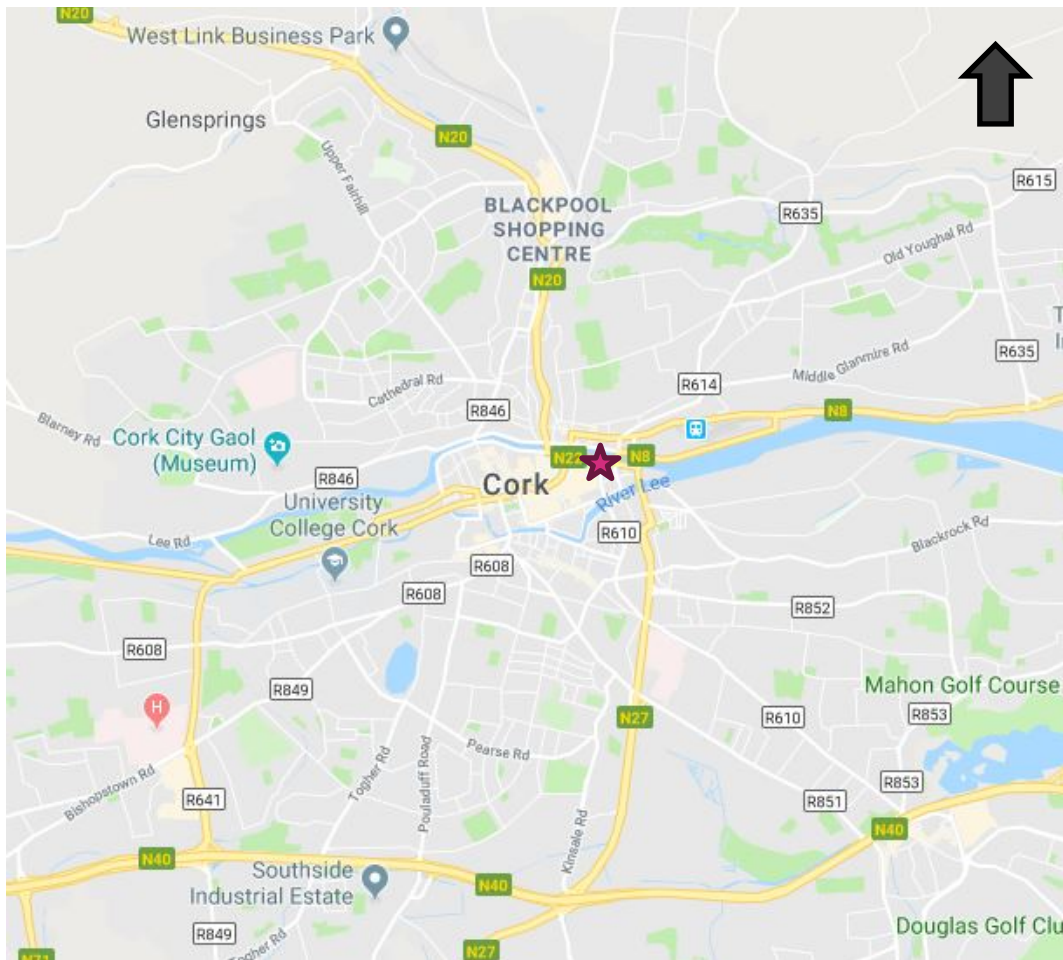 N20
West Link Business Park
Glensprings
N20
Upper Fairhill
R615
BLACKPOOL
SHOPPING
CENTRE
R635
Old Youghal Rd
N20
R635
Middle Glanmire Rd
R614
Cathedral Rd
R846
N8
Blarney Rd
Cork City Gaol
(Museum)
N22
N8
R846
Cork
River Lee
University
College Cork
R610
Lee Rd
Blackrock Rd
R608
R608
R852
R608
R849
Mahon Golf Course
H
N27
R610
R853
Pearse Rd
Togher Rd
Pouladuff Road
Bishopstown Rd
R641
R853
R851
Kinsale Rd
N40
N40
Southside
Industrial Estate
N40
R849
Togher Rd
N27
Douglas Golf Clu
N71